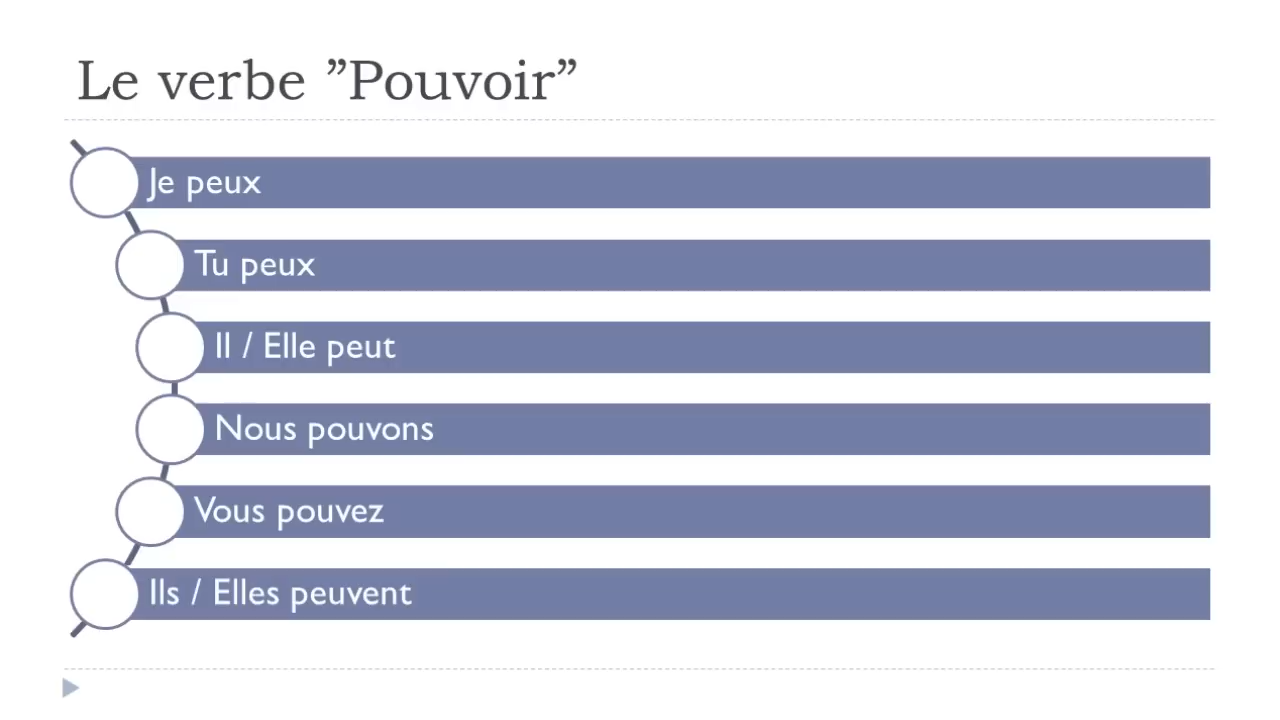 Le verbe ”Pouvoir”
Je peux
Tu peux
Il / Elle peut
Nous pouvons
Vous pouvez
Ils / Elles peuvent